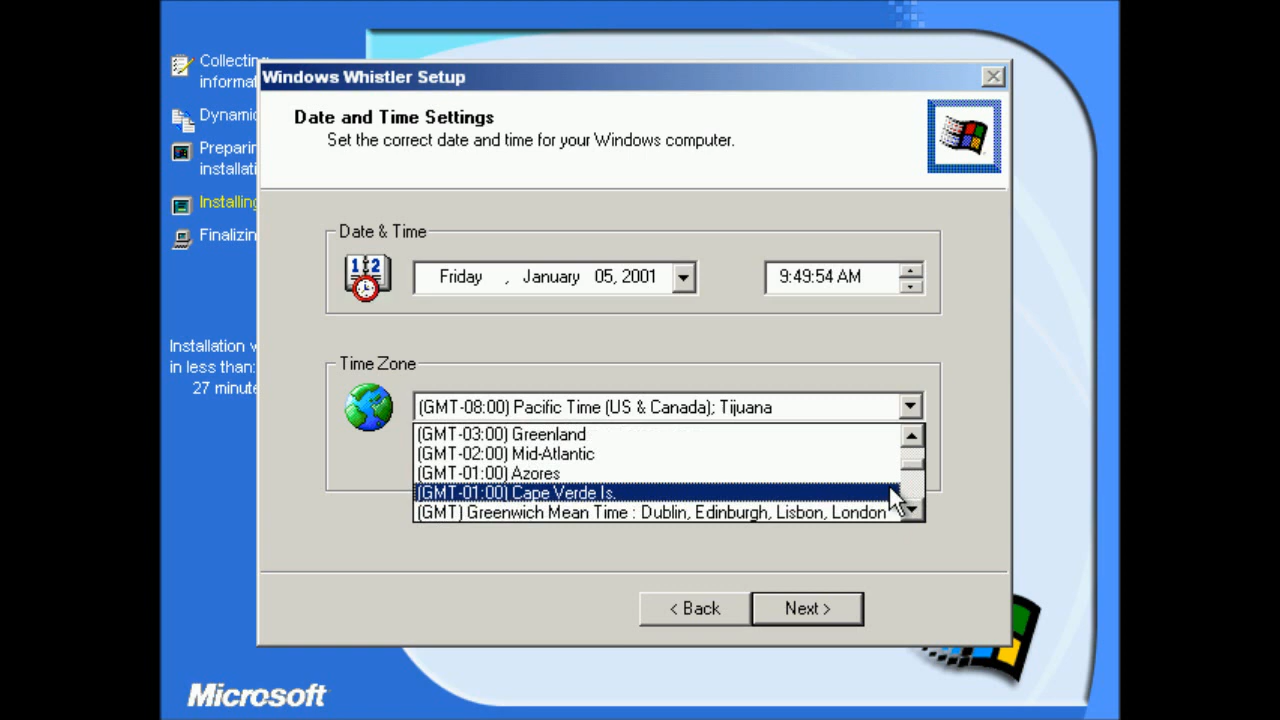 Collecting
informa
Dynamic
Preparin
installati
Installing
Finalizin
Installation w
in less than:
27 minute
Windows Whistler Setup
Date and Time Settings
Set the correct date and time for your Windows computer.
Date & Time
Friday , January 05, 2001
9:49:54 AM
Time Zone
(GMT-08:00) Pacific Time (US & Canada); Tijuana
(GMT-03:00) Greenland
(GMT-02:00) Mid-Atlantic
(GMT-01:00) Azores
(GMT-01:00) Cape Verde Is.
(GMT) Greenwich Mean Time : Dublin, Edinburgh, Lisbon, London
< Back
Next >
Microsoft